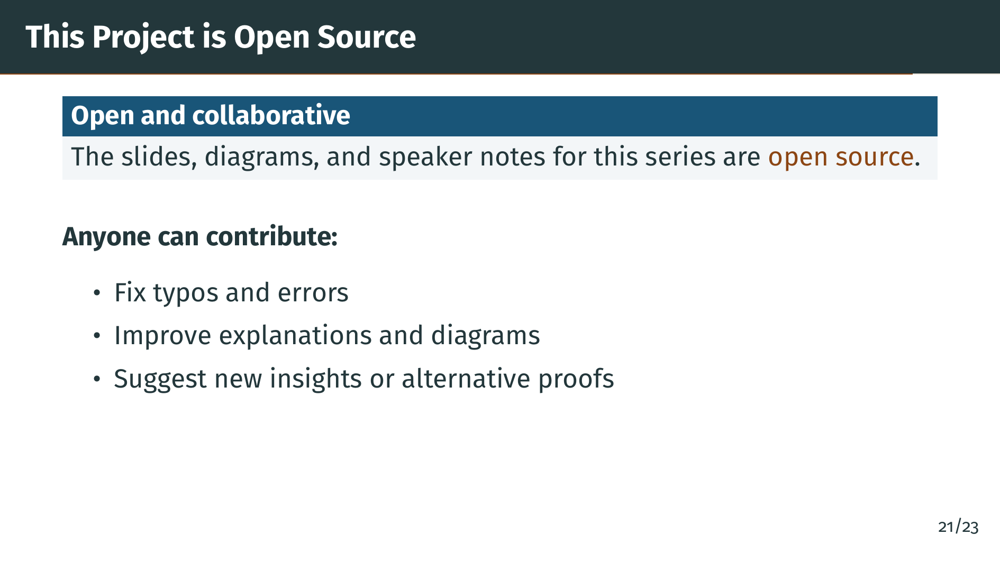 This Project is Open Source
Open and collaborative
The slides, diagrams, and speaker notes for this series are open source.
Anyone can contribute:
• Fix typos and errors
• Improve explanations and diagrams
• Suggest new insights or alternative proofs
21/23